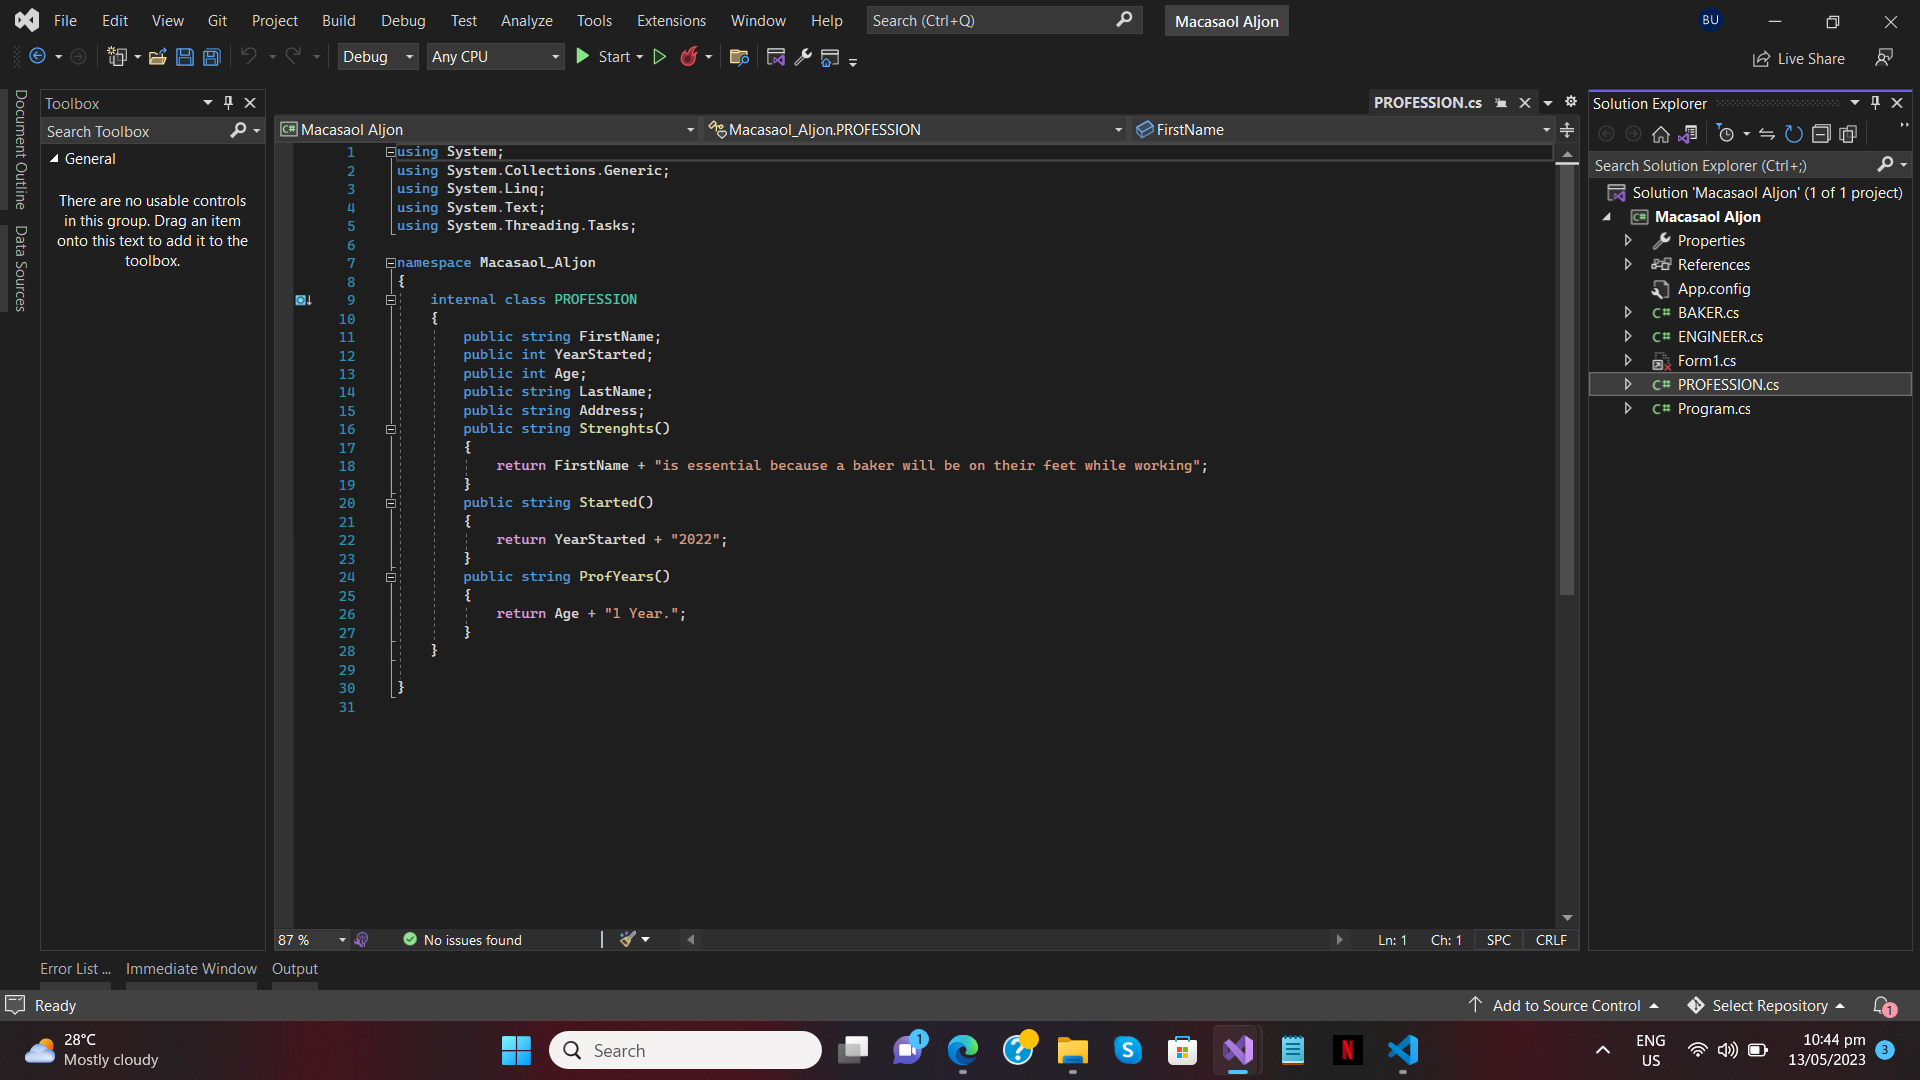 File Edit View Git Project Build Debug Test Analyze Tools Extensions Window Help Search (Ctrl+Q) Macasaol Aljon BU
Debug Any CPU Start Live Share
Document Outline
Data Sources
Toolbox
Search Toolbox
General
There are no usable controls
in this group. Drag an item
onto this text to add it to the
toolbox.
PROFESSION.cs
Macasaol Aljon Macasaol_Aljon.PROFESSION FirstName
1 using System;
2 using System.Collections.Generic;
3 using System.Linq;
4 using System.Text;
5 using System.Threading.Tasks;
6
7 namespace Macasaol_Aljon
8 {
9 internal class PROFESSION
10 {
11 public string FirstName;
12 public int YearStarted;
13 public int Age;
14 public string LastName;
15 public string Address;
16 public string Strenghts()
17 {
18 return FirstName + "is essential because a baker will be on their feet while working";
19 }
20 public string Started()
21 {
22 return YearStarted + "2022";
23 }
24 public string ProfYears()
25 {
26 return Age + "1 Year.";
27 }
28 }
29
30 }
31
87 % No issues found Ln: 1 Ch: 1 SPC CRLF
Solution Explorer
Search Solution Explorer (Ctrl+;)
Solution 'Macasaol Aljon' (1 of 1 project)
C# Macasaol Aljon
Properties
References
App.config
C# BAKER.cs
C# ENGINEER.cs
Form1.cs
C# PROFESSION.cs
C# Program.cs
Error List ... Immediate Window Output
Ready Add to Source Control Select Repository 1
28°C
Mostly cloudy
Search
1
ENG
US
10:44 pm
13/05/2023
3